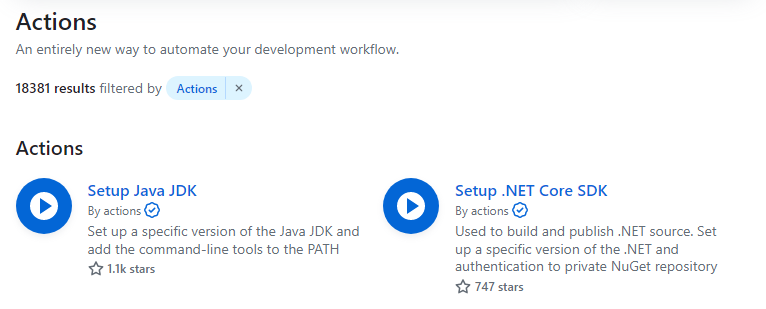 Actions
An entirely new way to automate your development workflow.
18381 results filtered by Actions ×
Actions
Setup Java JDK
By actions
Set up a specific version of the Java JDK and
add the command-line tools to the PATH
1.1k stars
Setup .NET Core SDK
By actions
Used to build and publish .NET source. Set
up a specific version of the .NET and
authentication to private NuGet repository
747 stars